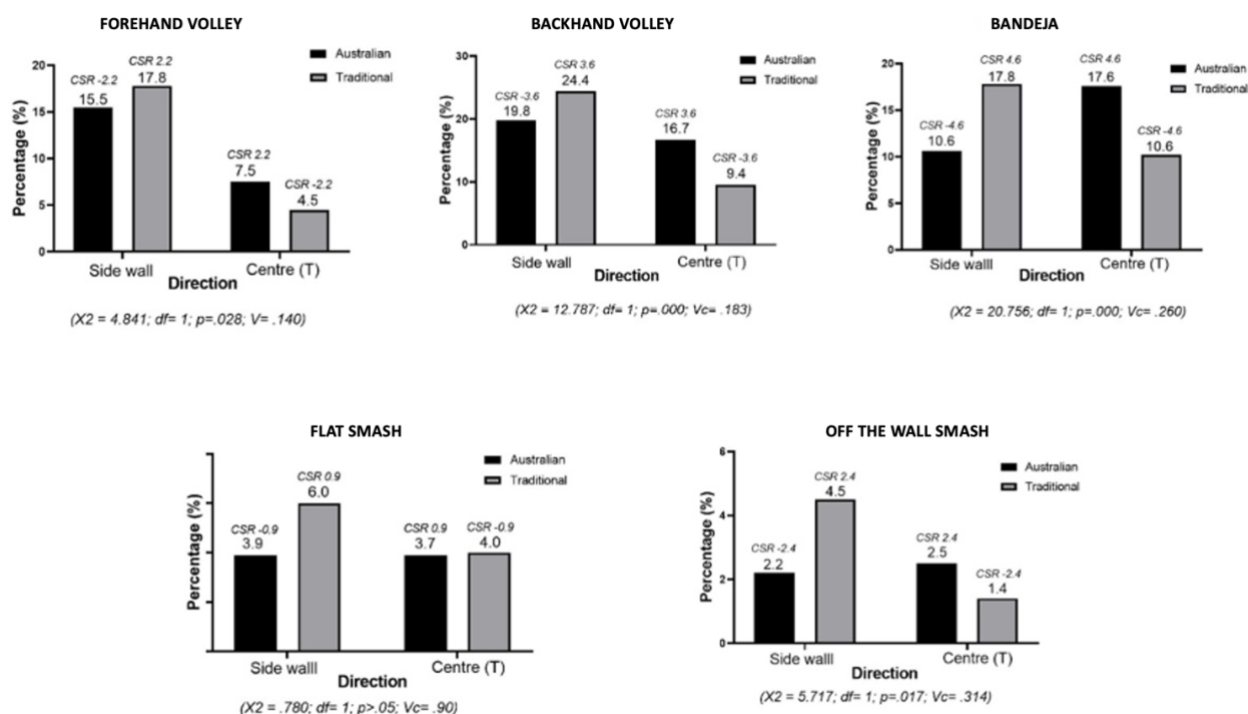 FOREHAND VOLLEY
Australian
Traditional
Percentage (%)
20
15
10
5
0
CSR -2.2
15.5
CSR 2.2
17.8
CSR 2.2
7.5
CSR -2.2
4.5
Side wall
Centre (T)
Direction
(X2 = 4.841; df= 1; p=.028; V= .140)
BACKHAND VOLLEY
Australian
Traditional
Percentage (%)
30
20
10
0
CSR -3.6
19.8
CSR 3.6
24.4
CSR 3.6
16.7
CSR -3.6
9.4
Side wall
Centre (T)
Direction
(X2 = 12.787; df= 1; p=.000; Vc= .183)
BANDEJA
Australian
Traditional
Percentage (%)
20
15
10
5
0
CSR -4.6
10.6
CSR 4.6
17.8
CSR 4.6
17.6
CSR -4.6
10.6
Side walll
Centre (T)
Direction
(X2 = 20.756; df= 1; p=.000; Vc= .260)
FLAT SMASH
Australian
Traditional
Percentage (%)
CSR -0.9
3.9
CSR 0.9
6.0
CSR 0.9
3.7
CSR -0.9
4.0
Side walll
Centre (T)
Direction
(X2 = .780; df= 1; p>.05; Vc= .90)
OFF THE WALL SMASH
Australian
Traditional
Percentage (%)
6
4
2
0
CSR -2.4
2.2
CSR 2.4
4.5
CSR 2.4
2.5
CSR -2.4
1.4
Side walll
Centre (T)
Direction
(X2 = 5.717; df= 1; p=.017; Vc= .314)